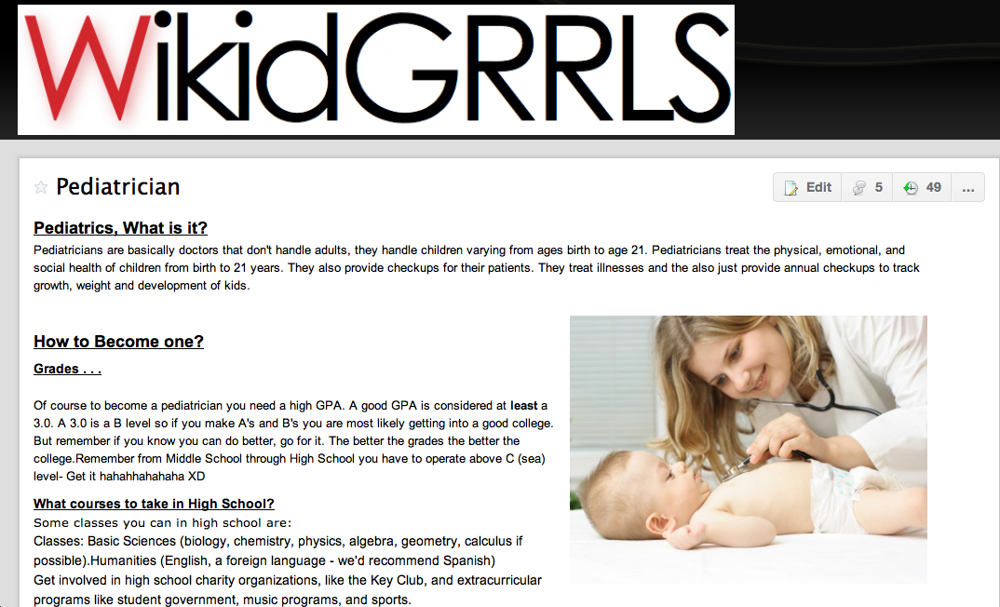 WikidGRRLS
Pediatrician
Edit
5
49
...
Pediatrics, What is it?
Pediatricians are basically doctors that don't handle adults, they handle children varying from ages birth to age 21. Pediatricians treat the physical, emotional, and
social health of children from birth to 21 years. They also provide checkups for their patients. They treat illnesses and the also just provide annual checkups to track
growth, weight and development of kids.
How to Become one?
Grades . . .
Of course to become a pediatrician you need a high GPA. A good GPA is considered at least a
3.0. A 3.0 is a B level so if you make A's and B's you are most likely getting into a good college.
But remember if you know you can do better, go for it. The better the grades the better the
college.Remember from Middle School through High School you have to operate above C (sea)
level- Get it hahahhahahaha XD
What courses to take in High School?
Some classes you can in high school are:
Classes: Basic Sciences (biology, chemistry, physics, algebra, geometry, calculus if
possible).Humanities (English, a foreign language - we'd recommend Spanish)
Get involved in high school charity organizations, like the Key Club, and extracurricular
programs like student government, music programs, and sports.